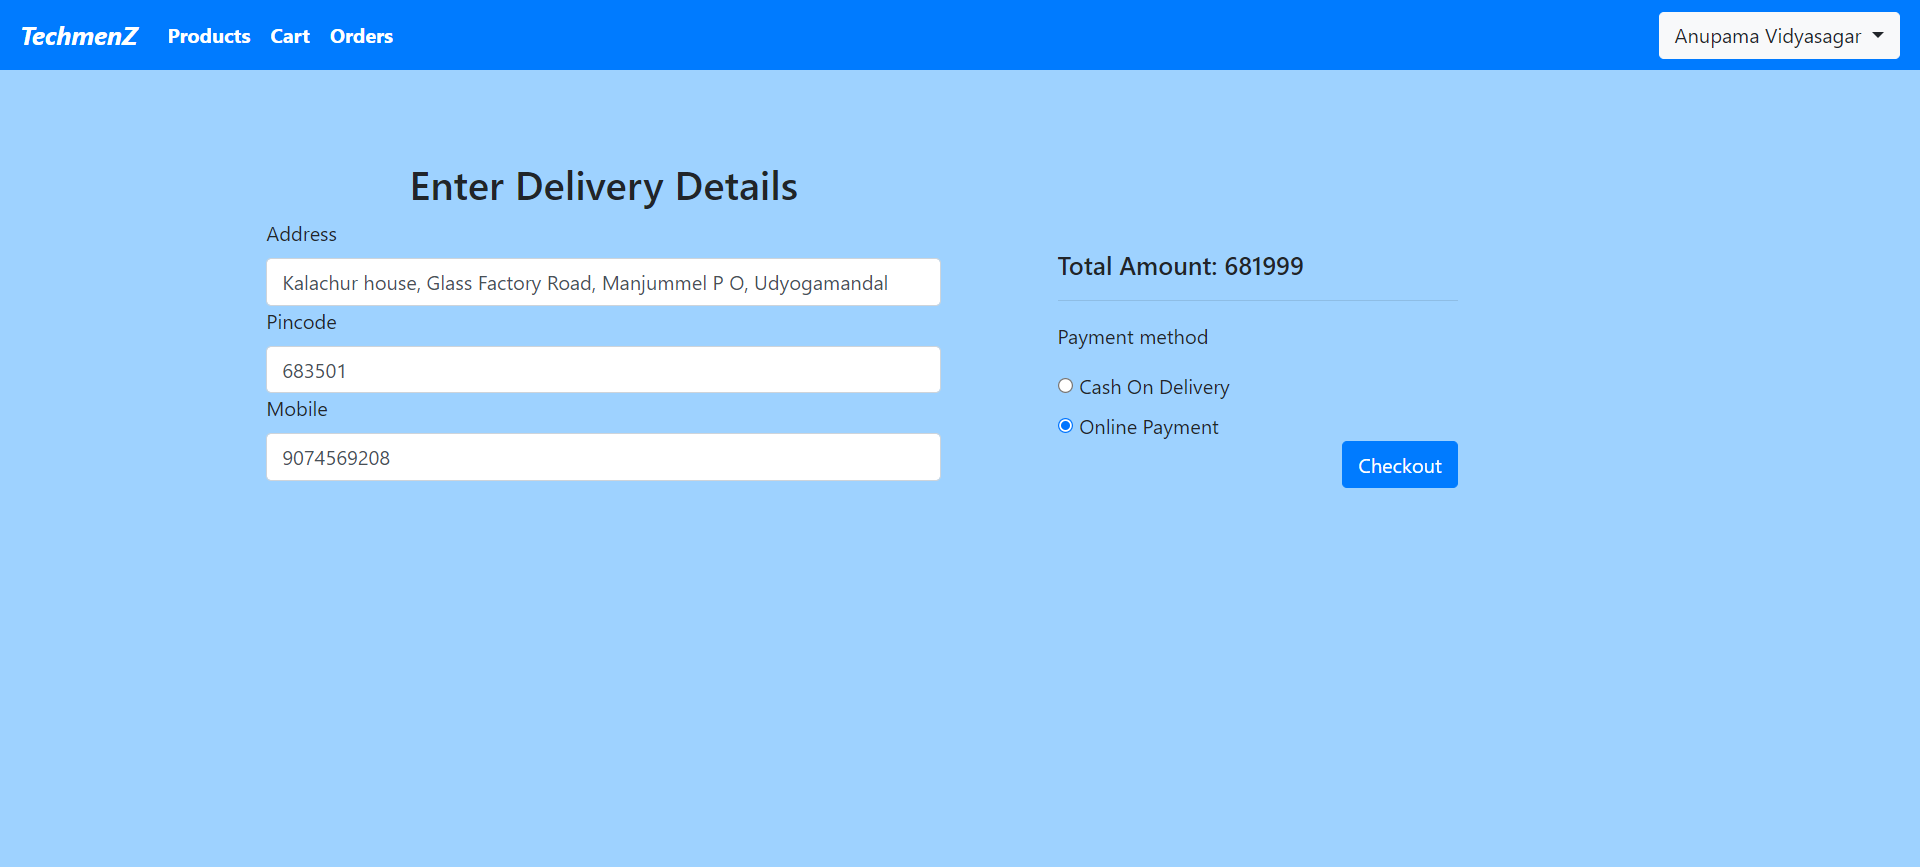 TechmenZ Products Cart Orders Anupama Vidyasagar
Enter Delivery Details
Address
Kalachur house, Glass Factory Road, Manjummel P O, Udyogamandal
Pincode
683501
Mobile
9074569208
Total Amount: 681999
Payment method
Cash On Delivery
Online Payment
Checkout